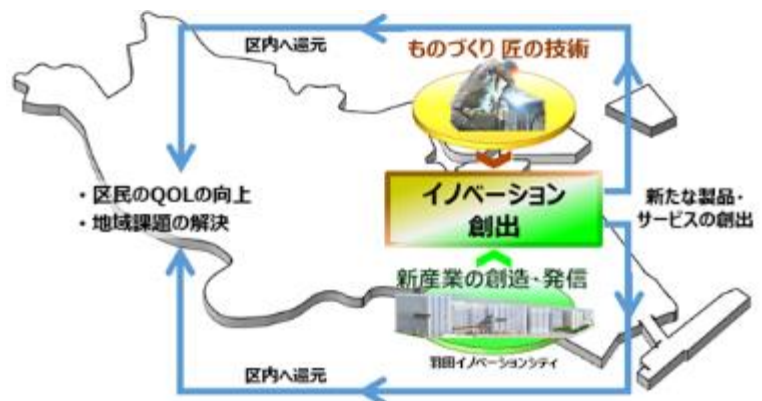 区内へ還元
ものづくり 匠の技術
・区民のQOLの向上
・地域課題の解決
イノベーション
創出
新たな製品・
サービスの創出
新産業の創造・発信
羽田イノベーションシティ
区内へ還元